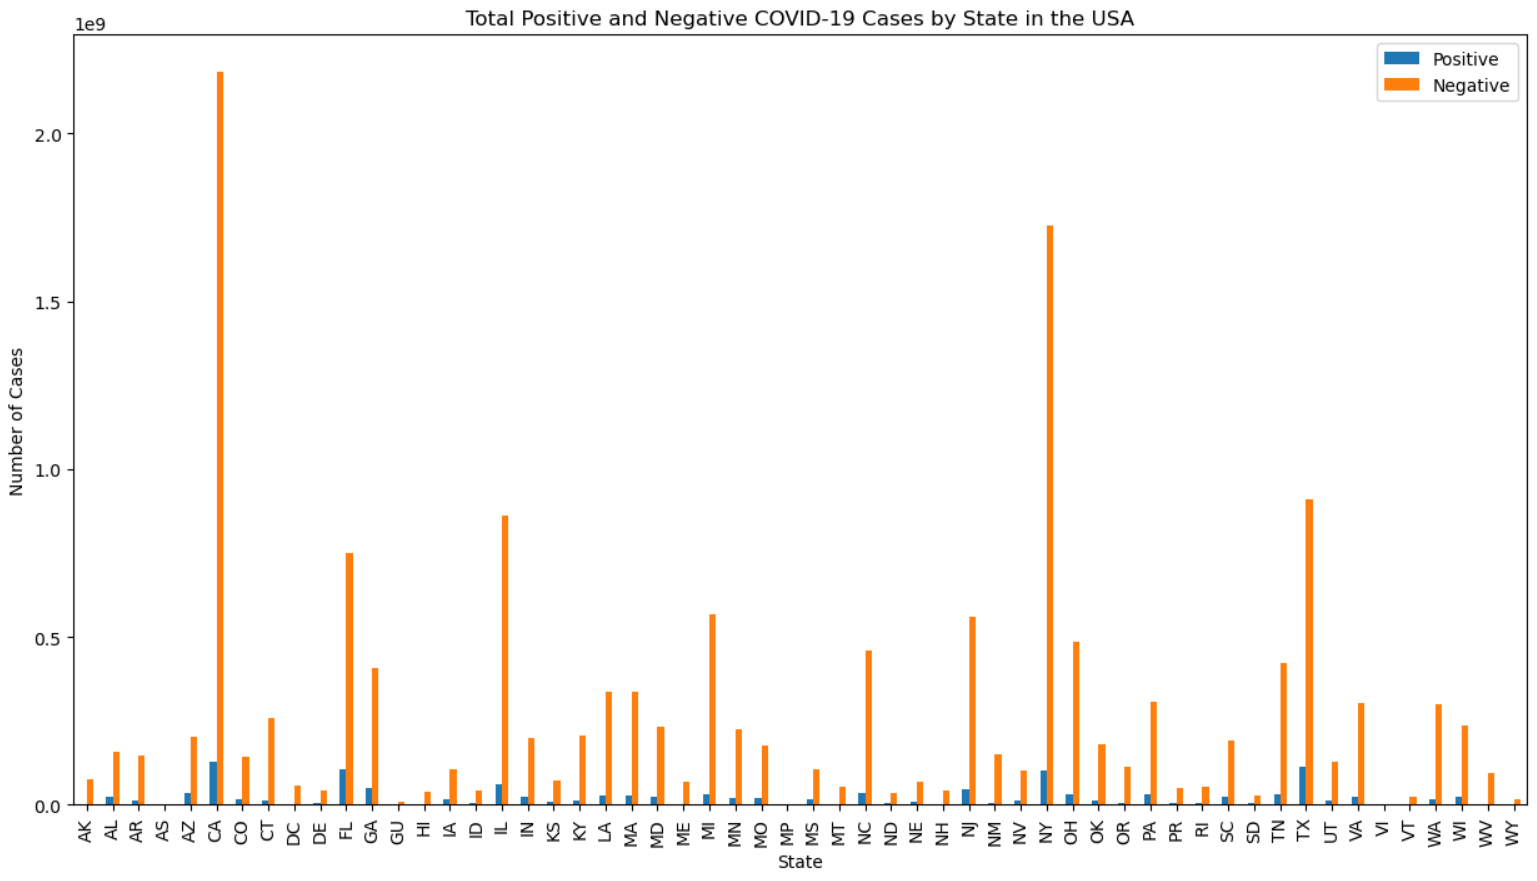 Total Positive and Negative COVID-19 Cases by State in the USA
1e9
Positive
Negative
2.0
1.5
1.0
0.5
0.0
Number of Cases
AK AL AR AS AZ CA CO CT DC DE FL GA GU HI IA ID IL IN KS KY LA MA MD ME MI MN MO MP MS MT NC ND NE NH NJ NM NV NY OH OK OR PA PR RI SC SD TN TX UT VA VI VT WA WI WV WY
State